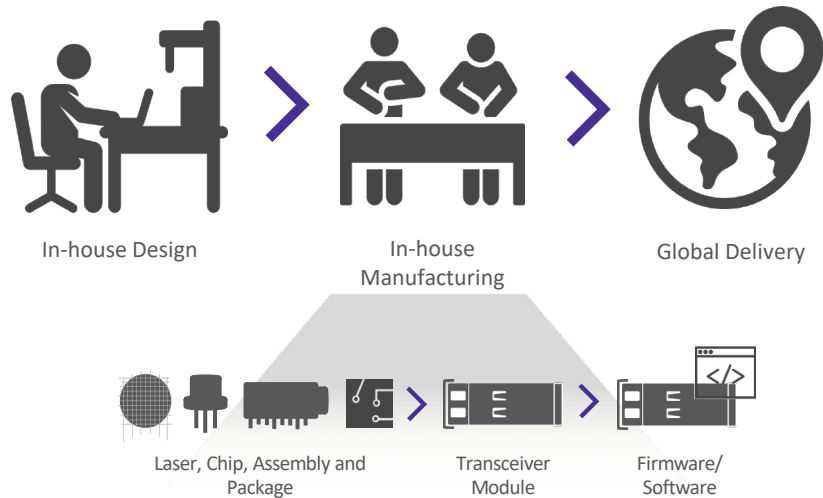 In-house Design
In-house
Manufacturing
Global Delivery
</>
Laser, Chip, Assembly and
Package
Transceiver
Module
Firmware/
Software